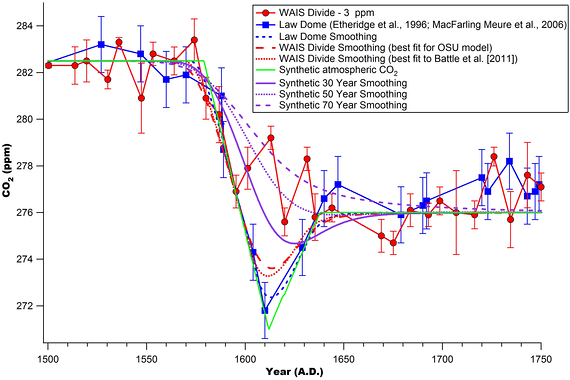 284
282
280
278
276
274
272
CO2 (ppm)
1500
1550
1600
1650
1700
1750
Year (A.D.)
WAIS Divide - 3 ppm
Law Dome (Etheridge et al., 1996; MacFarling Meure et al., 2006)
Law Dome Smoothing
WAIS Divide Smoothing (best fit for OSU model)
WAIS Divide Smoothing (best fit to Battle et al. [2011])
Synthetic atmospheric CO2
Synthetic 30 Year Smoothing
Synthetic 50 Year Smoothing
Synthetic 70 Year Smoothing